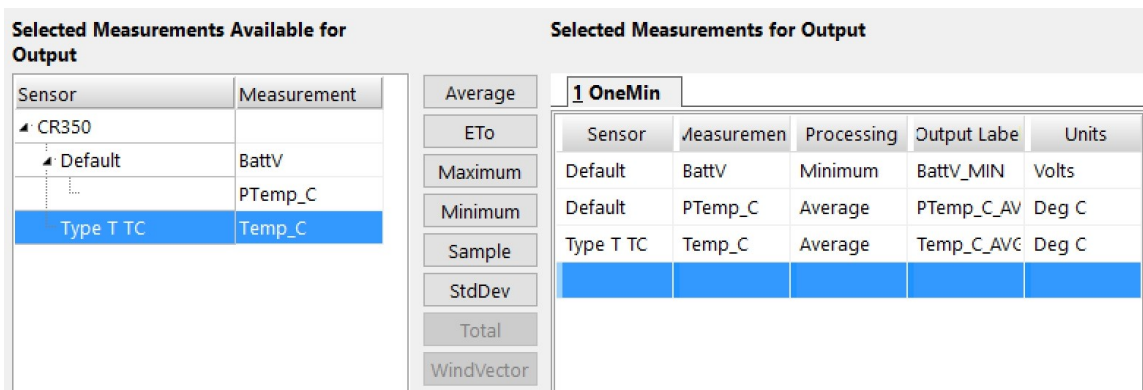 Selected Measurements Available for
Output
Selected Measurements for Output
Sensor Measurement
CR350
Default BattV
PTemp_C
Type T TC Temp_C
Average
ETo
Maximum
Minimum
Sample
StdDev
Total
WindVector
1 OneMin
Sensor Measuremen Processing Output Labe Units
Default BattV Minimum BattV_MIN Volts
Default PTemp_C Average PTemp_C_AV Deg C
Type T TC Temp_C Average Temp_C_AVG Deg C